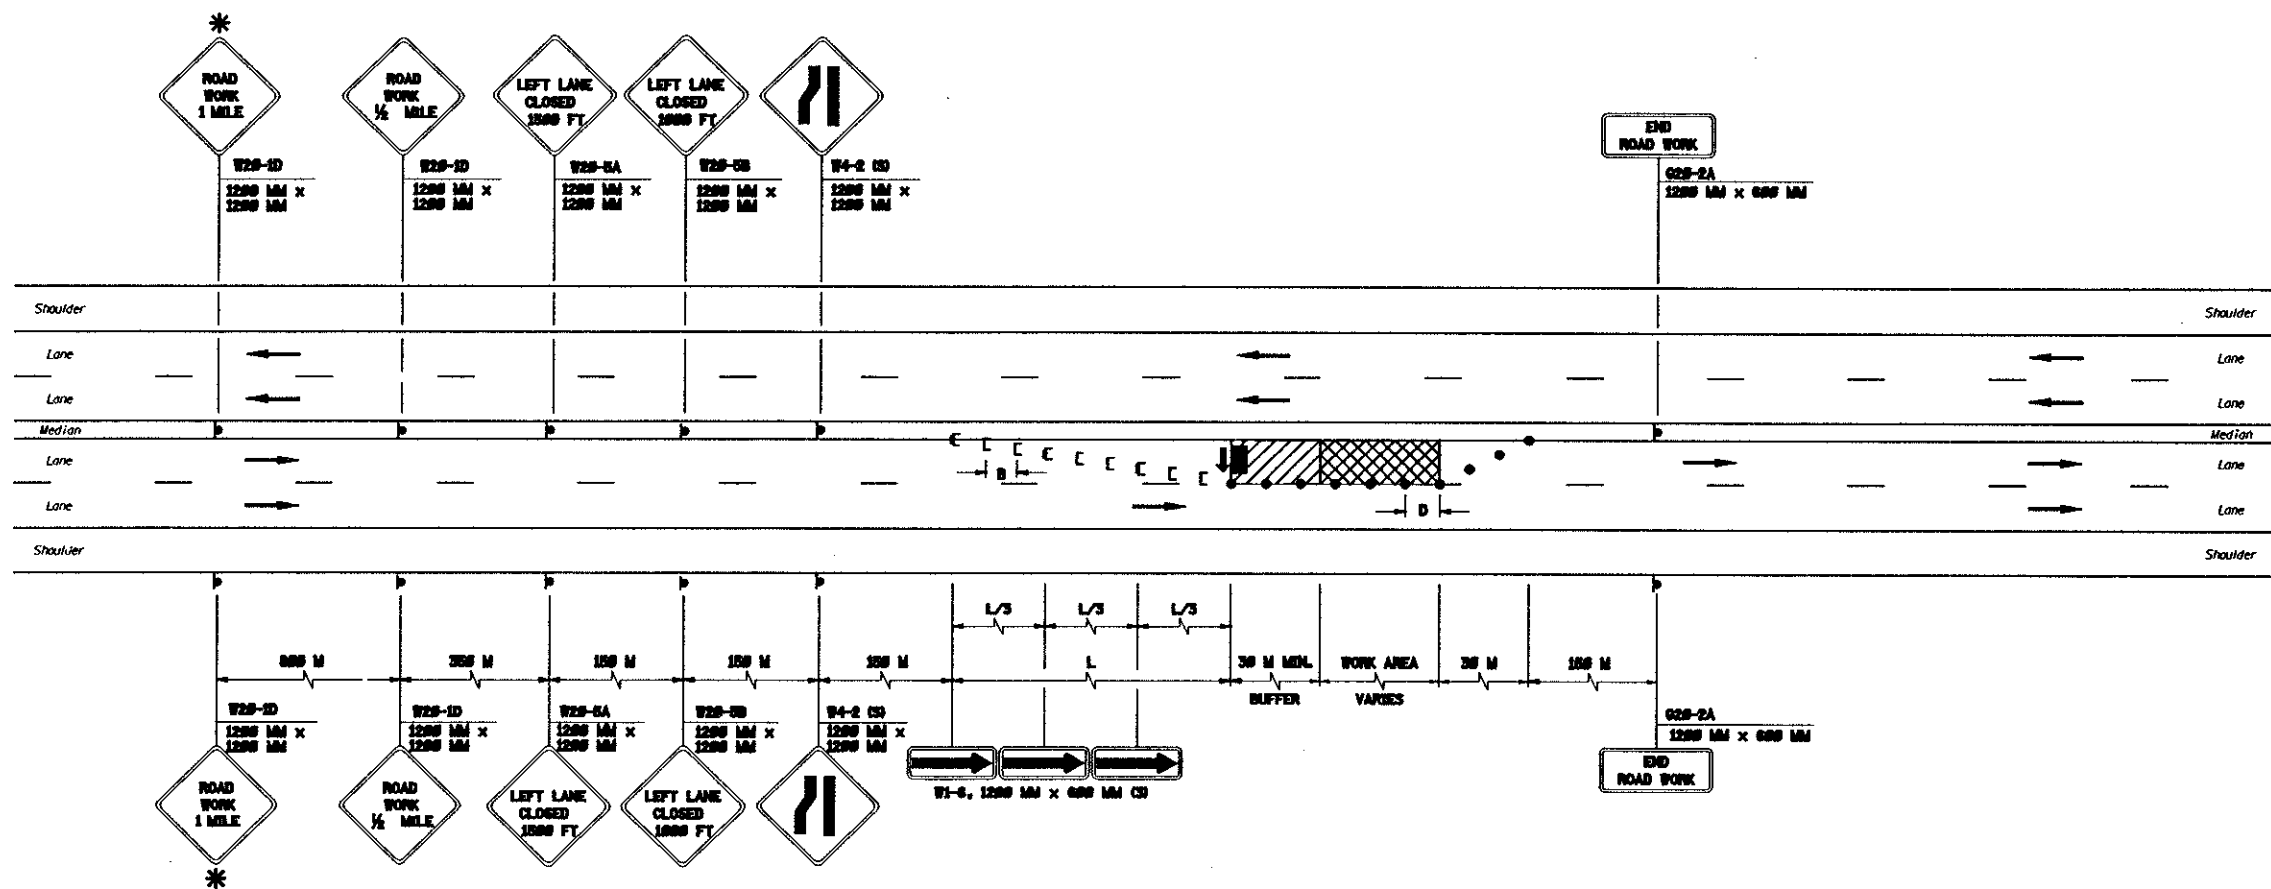 *
ROAD
WORK
1 MILE
ROAD
WORK
½ MILE
LEFT LANE
CLOSED
1500 FT
LEFT LANE
CLOSED
1000 FT
END
ROAD WORK
W20-1D
1200 MM X
1200 MM
W20-1D
1200 MM X
1200 MM
W20-5A
1200 MM X
1200 MM
W20-5B
1200 MM X
1200 MM
W4-2 (S)
1200 MM X
1200 MM
G20-2A
1200 MM X 600 MM
Shoulder
Shoulder
Lane
Lane
Lane
Lane
Median
Median
Lane
Lane
B
Lane
Lane
D
Shoulder
Shoulder
L/3
L/3
L/3
800 M
350 M
150 M
150 M
150 M
L
30 M MIN.
BUFFER
WORK AREA
VARIES
30 M
150 M
W20-1D
1200 MM X
1200 MM
W20-1D
1200 MM X
1200 MM
W20-5A
1200 MM X
1200 MM
W20-5B
1200 MM X
1200 MM
W4-2 (S)
1200 MM X
1200 MM
G20-2A
1200 MM X 600 MM
ROAD
WORK
1 MILE
ROAD
WORK
½ MILE
LEFT LANE
CLOSED
1500 FT
LEFT LANE
CLOSED
1000 FT
W1-6, 1200 MM X 600 MM (S)
END
ROAD WORK
*